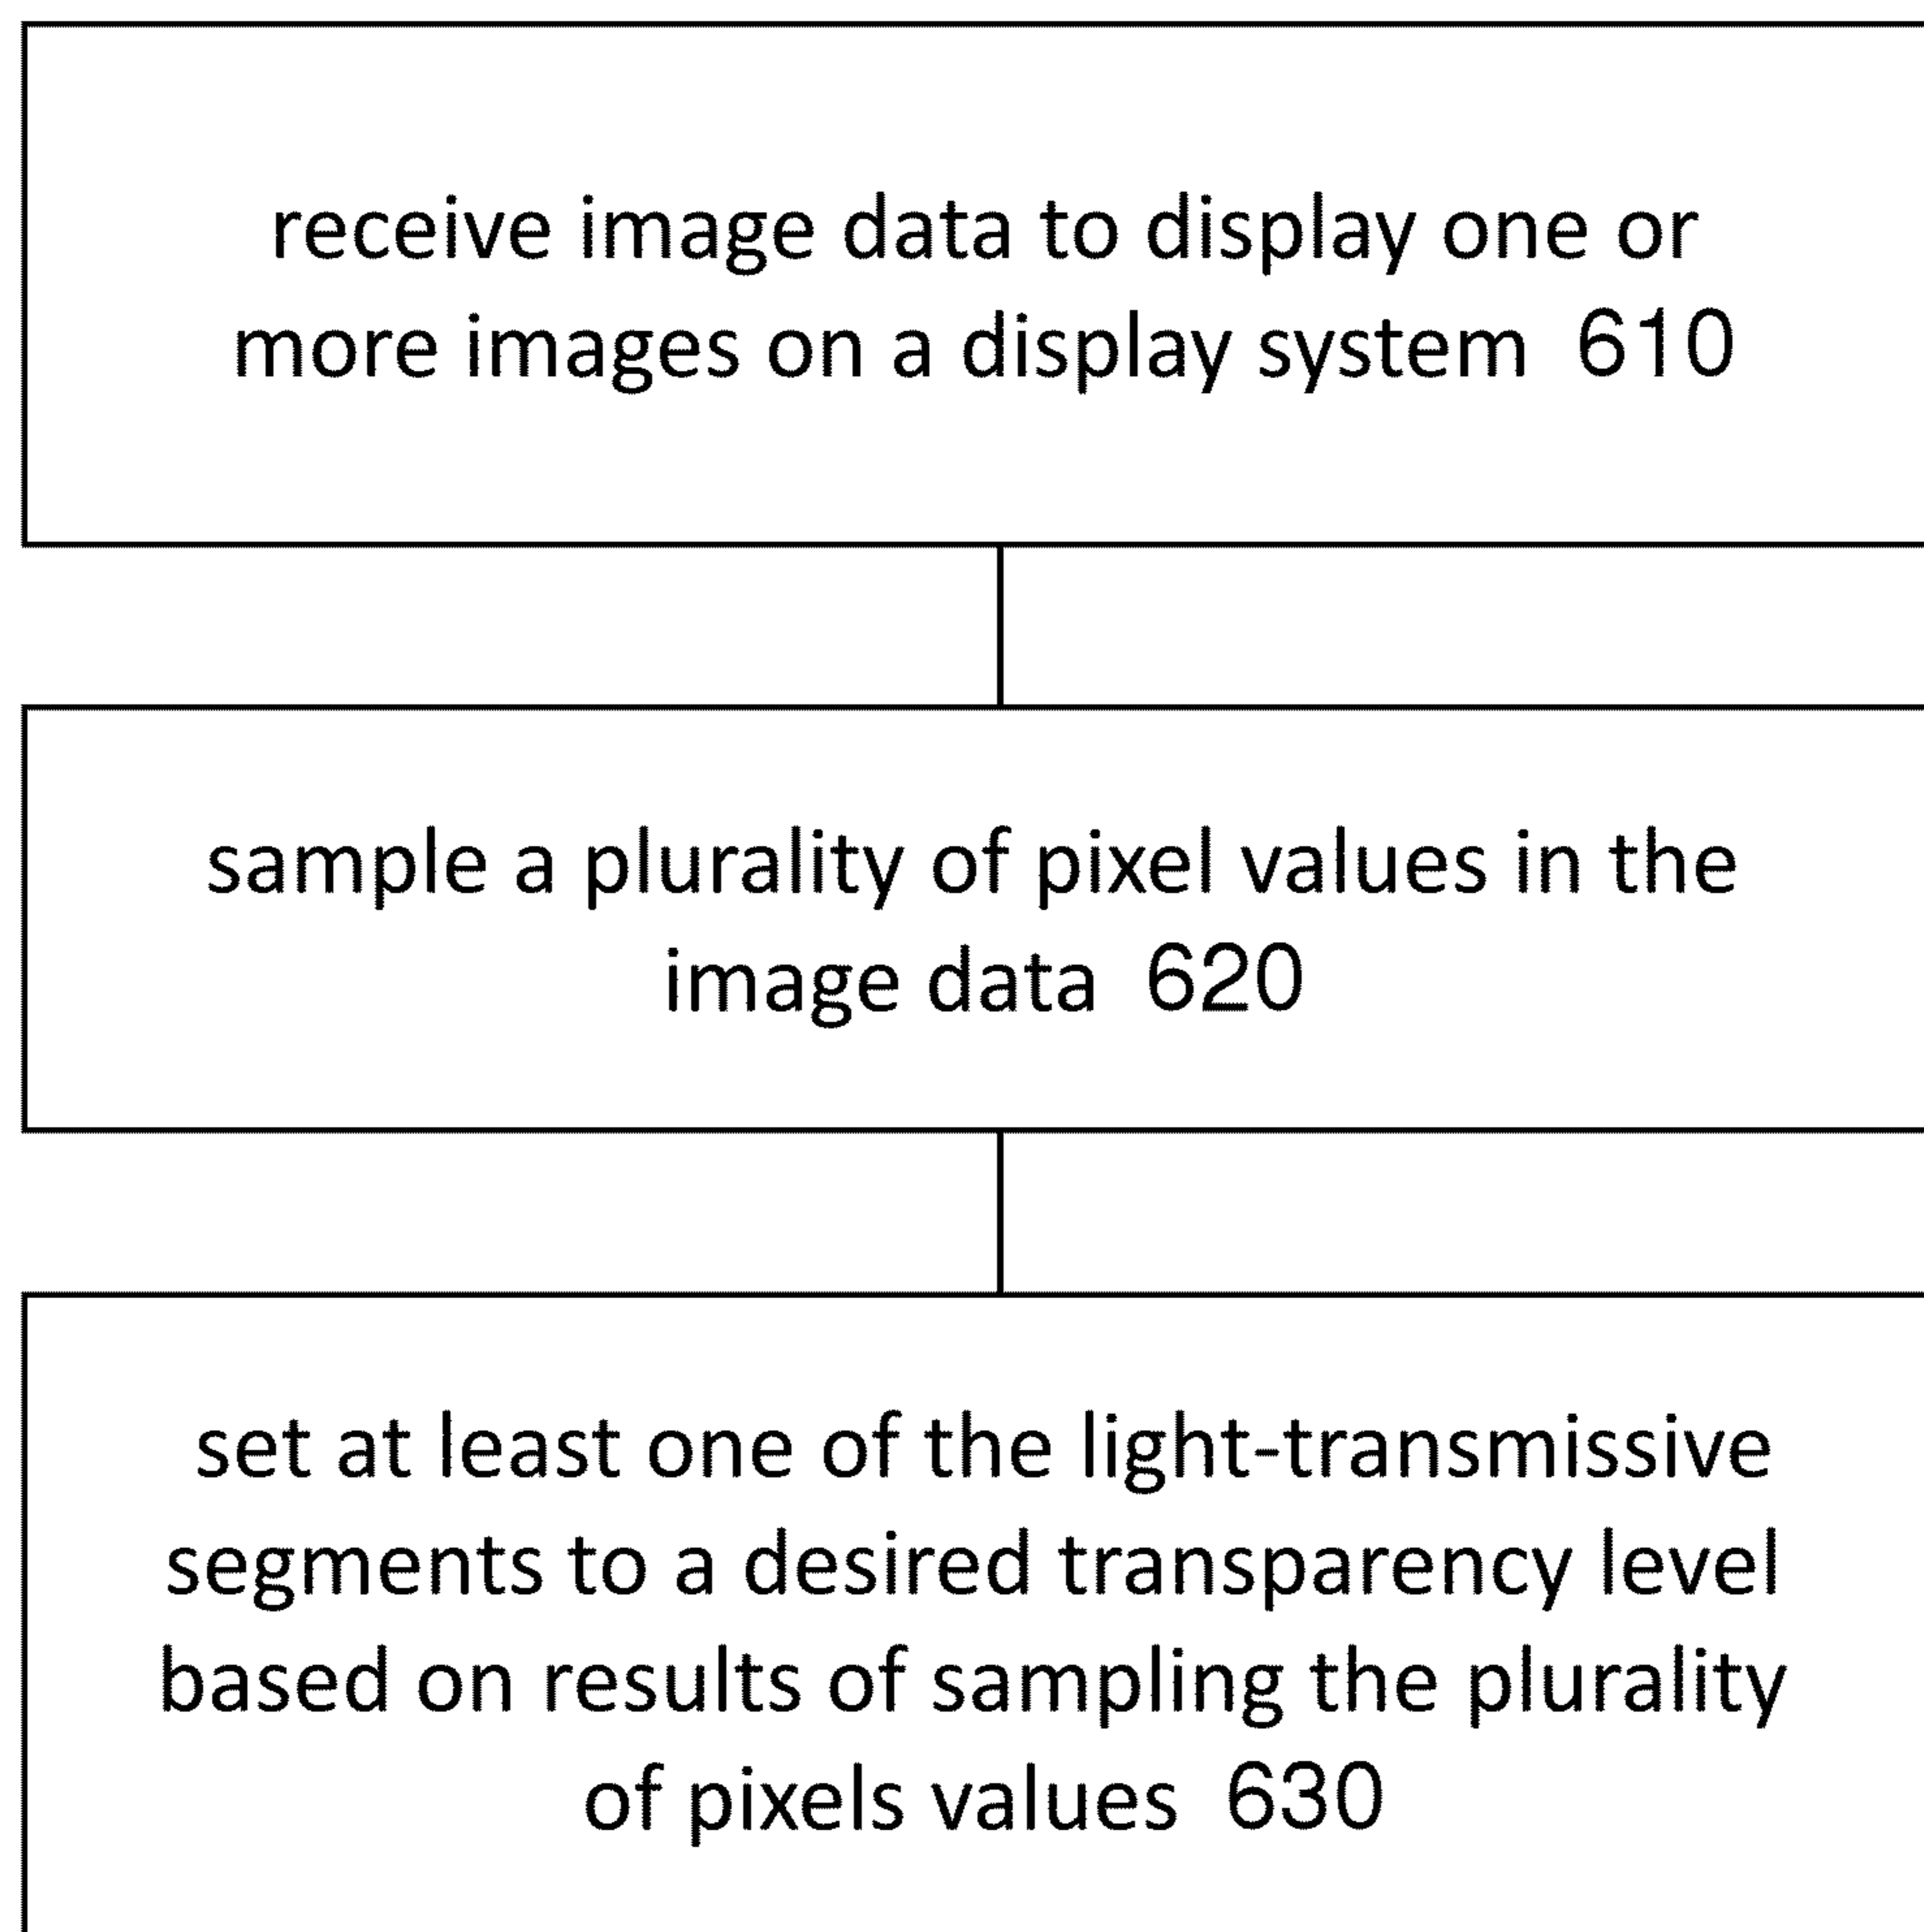 receive image data to display one or
more images on a display system 610
sample a plurality of pixel values in the
image data 620
set at least one of the light-transmissive
segments to a desired transparency level
based on results of sampling the plurality
of pixels values 630